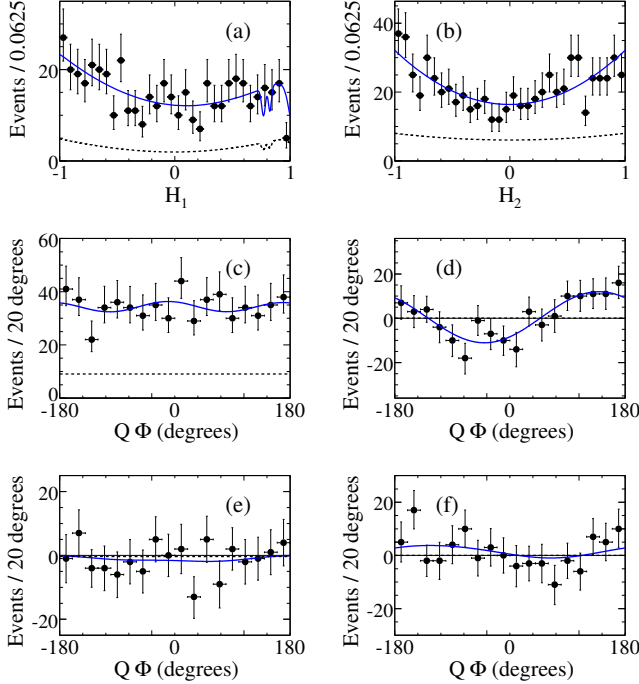 (a)
Events / 0.0625
40
20
0
-1 0 1
H1
(b)
Events / 0.0625
40
20
0
-1 0 1
H2
(c)
Events / 20 degrees
60
40
20
0
-180 0 180
Q Φ (degrees)
(d)
Events / 20 degrees
20
0
-20
-180 0 180
Q Φ (degrees)
(e)
Events / 20 degrees
20
0
-20
-180 0 180
Q Φ (degrees)
(f)
Events / 20 degrees
20
0
-20
-180 0 180
Q Φ (degrees)